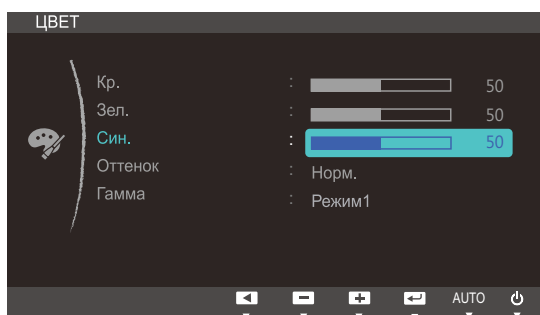 ЦВЕТ
Кр. : 50
Зел. : 50
Син. : 50
Оттенок : Норм.
Гамма : Режим1
AUTO